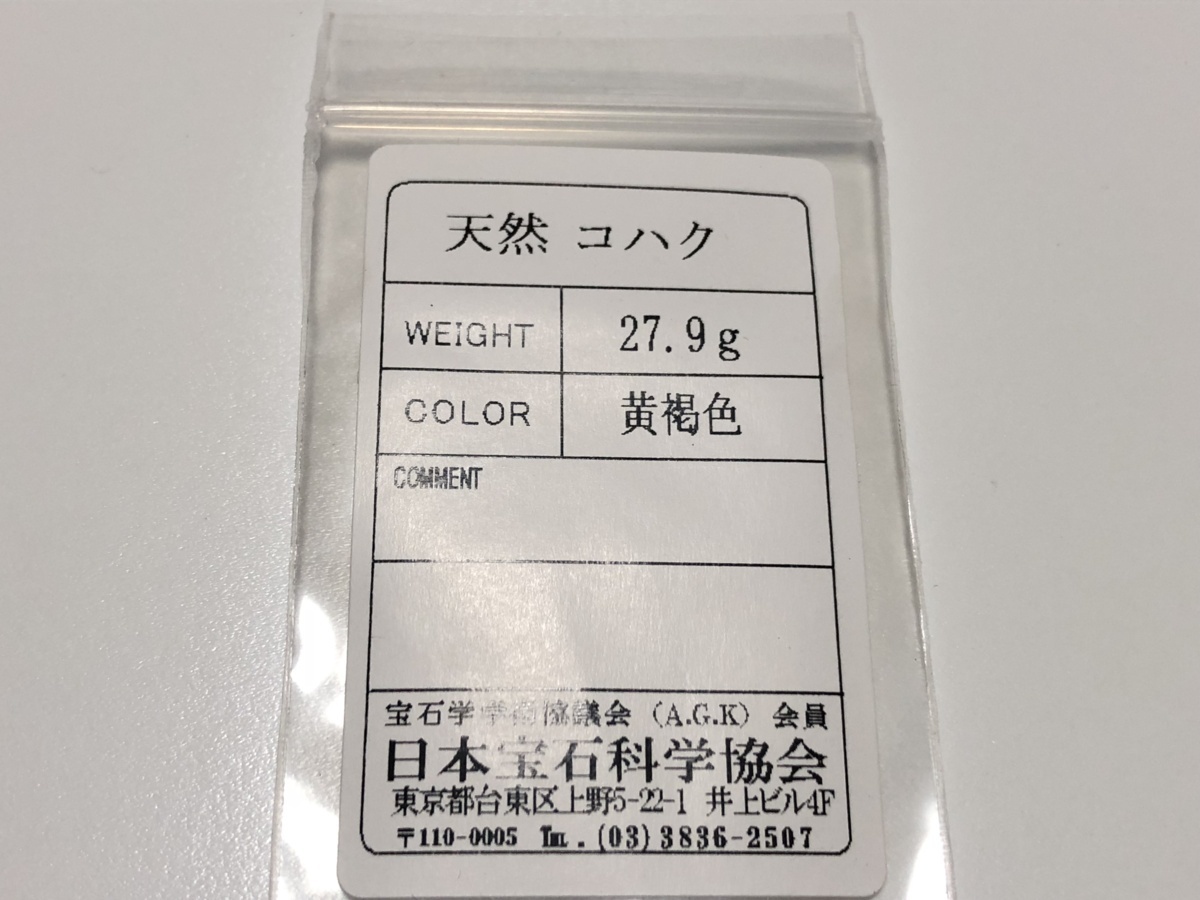 天然 コハク
WEIGHT 27.9g
COLOR 黄褐色
COMMENT
宝石学学術協議会 (A.G.K) 会員
日本宝石科学協会
東京都台東区上野5-22-1 井上ビル4F
〒110-0005 TEL.(03)3836-2507